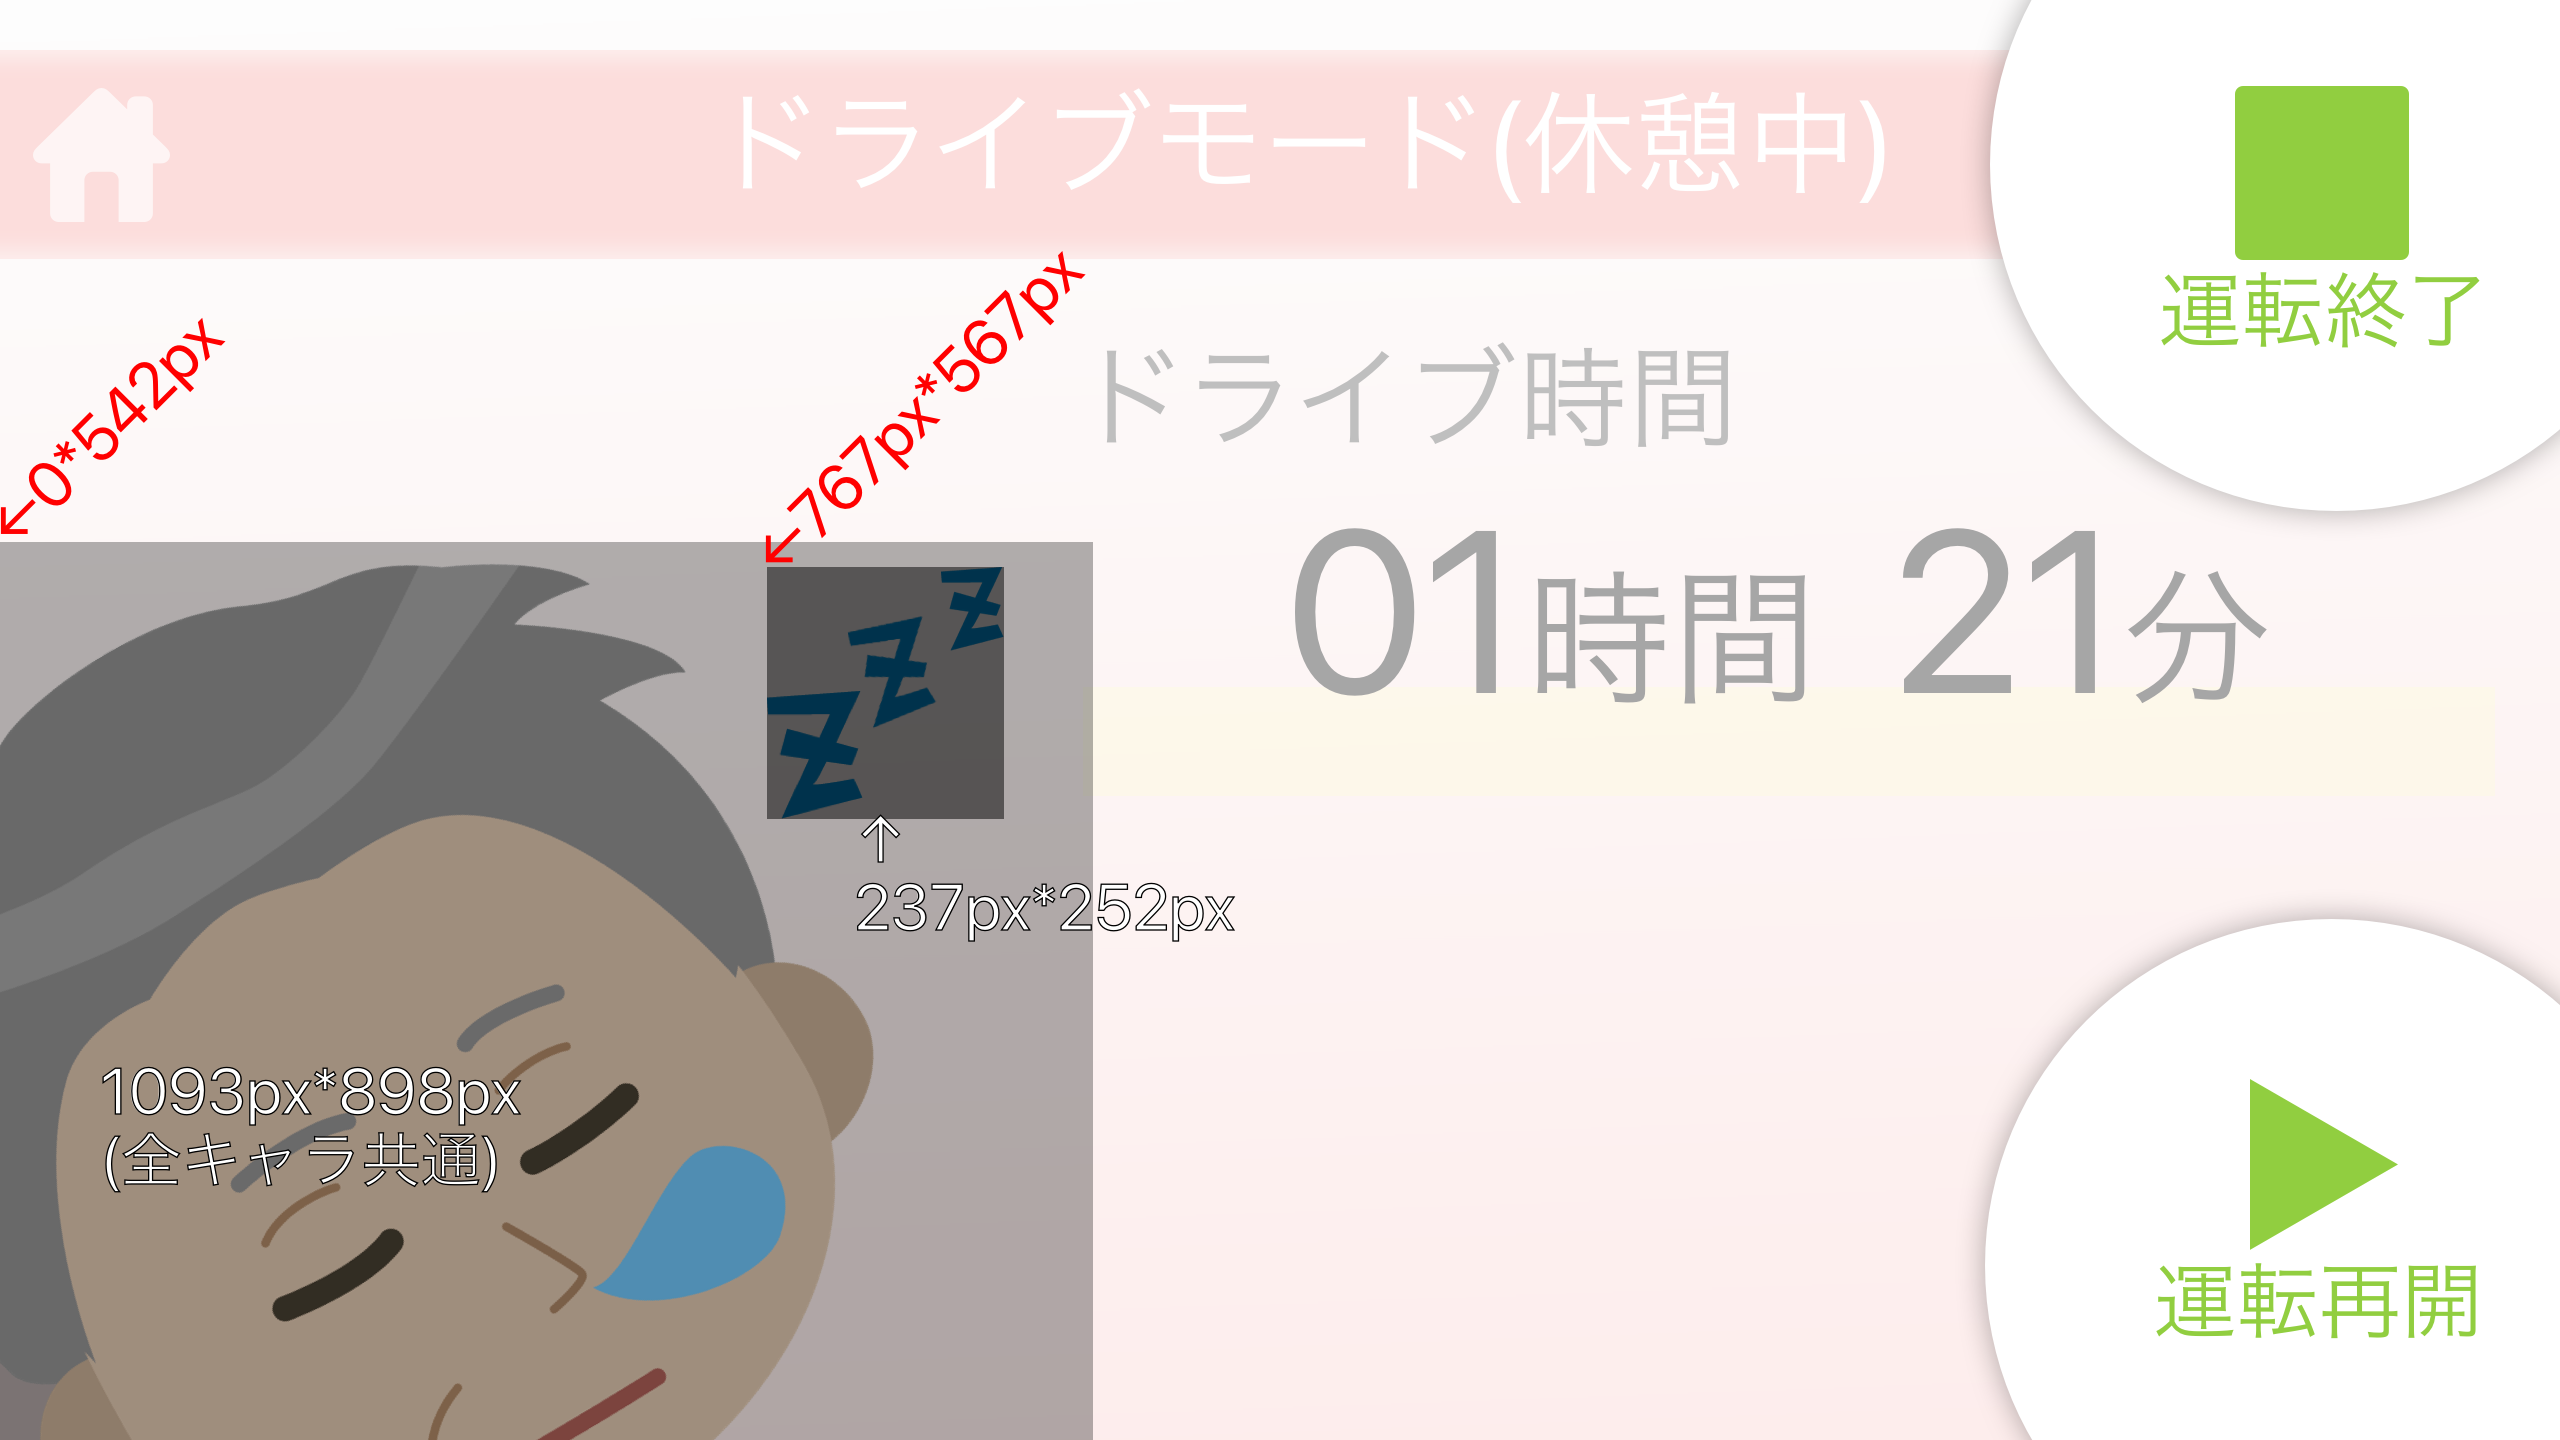 ドライブモード(休憩中)
運転終了
←0*542px
←767px*567px
ドライブ時間
01時間 21分
zzz
↑
237px*252px
1093px*898px
(全キャラ共通)
運転再開